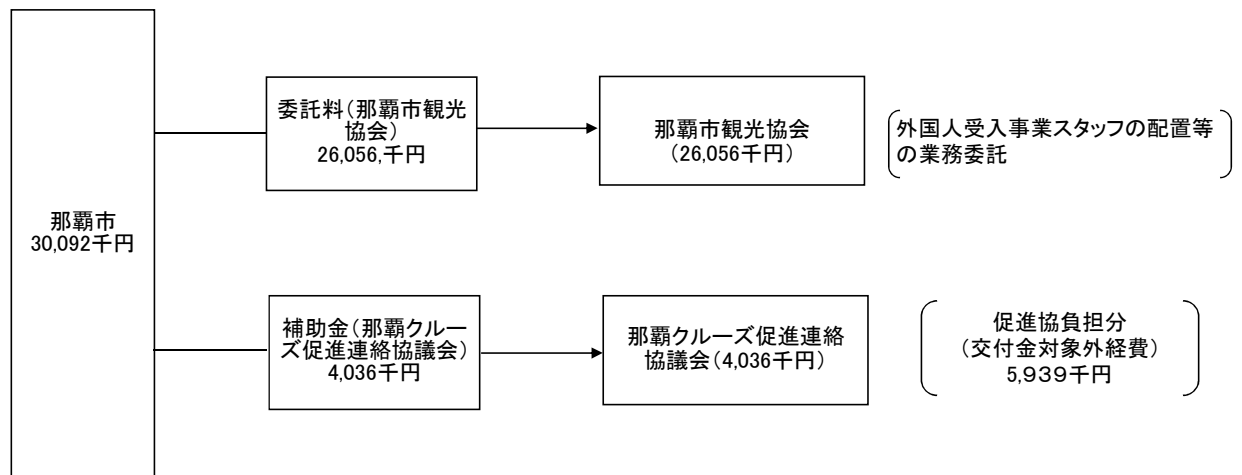 那覇市
30,092千円
委託料(那覇市観光
協会)
26,056,千円
那覇市観光協会
(26,056千円)
外国人受入事業スタッフの配置等
の業務委託
補助金(那覇クルー
ズ促進連絡協議会)
4,036千円
那覇クルーズ促進連絡
協議会(4,036千円)
促進協負担分
(交付金対象外経費)
5,939千円